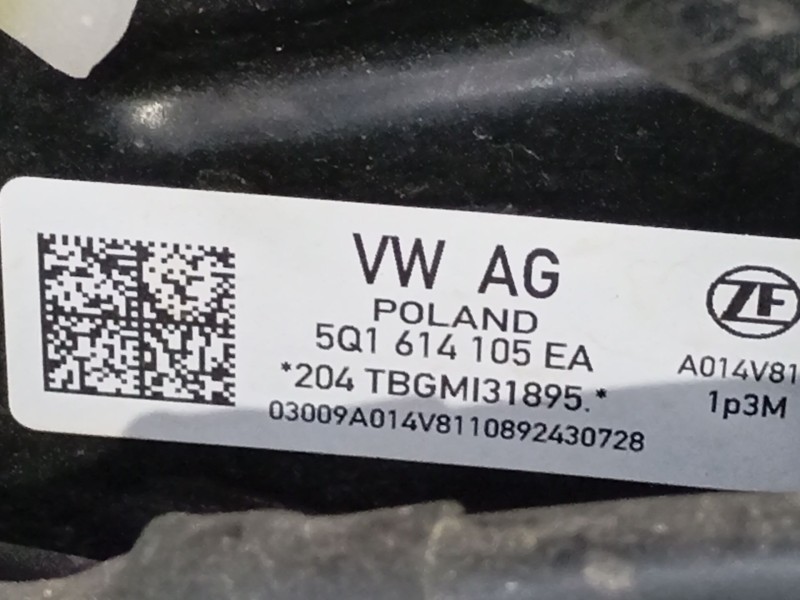 VW AG
POLAND
5Q1 614 105 EA
*204 TBGMI31895.*
03009A014V8110892430728
ZF
A014V81
1p3M